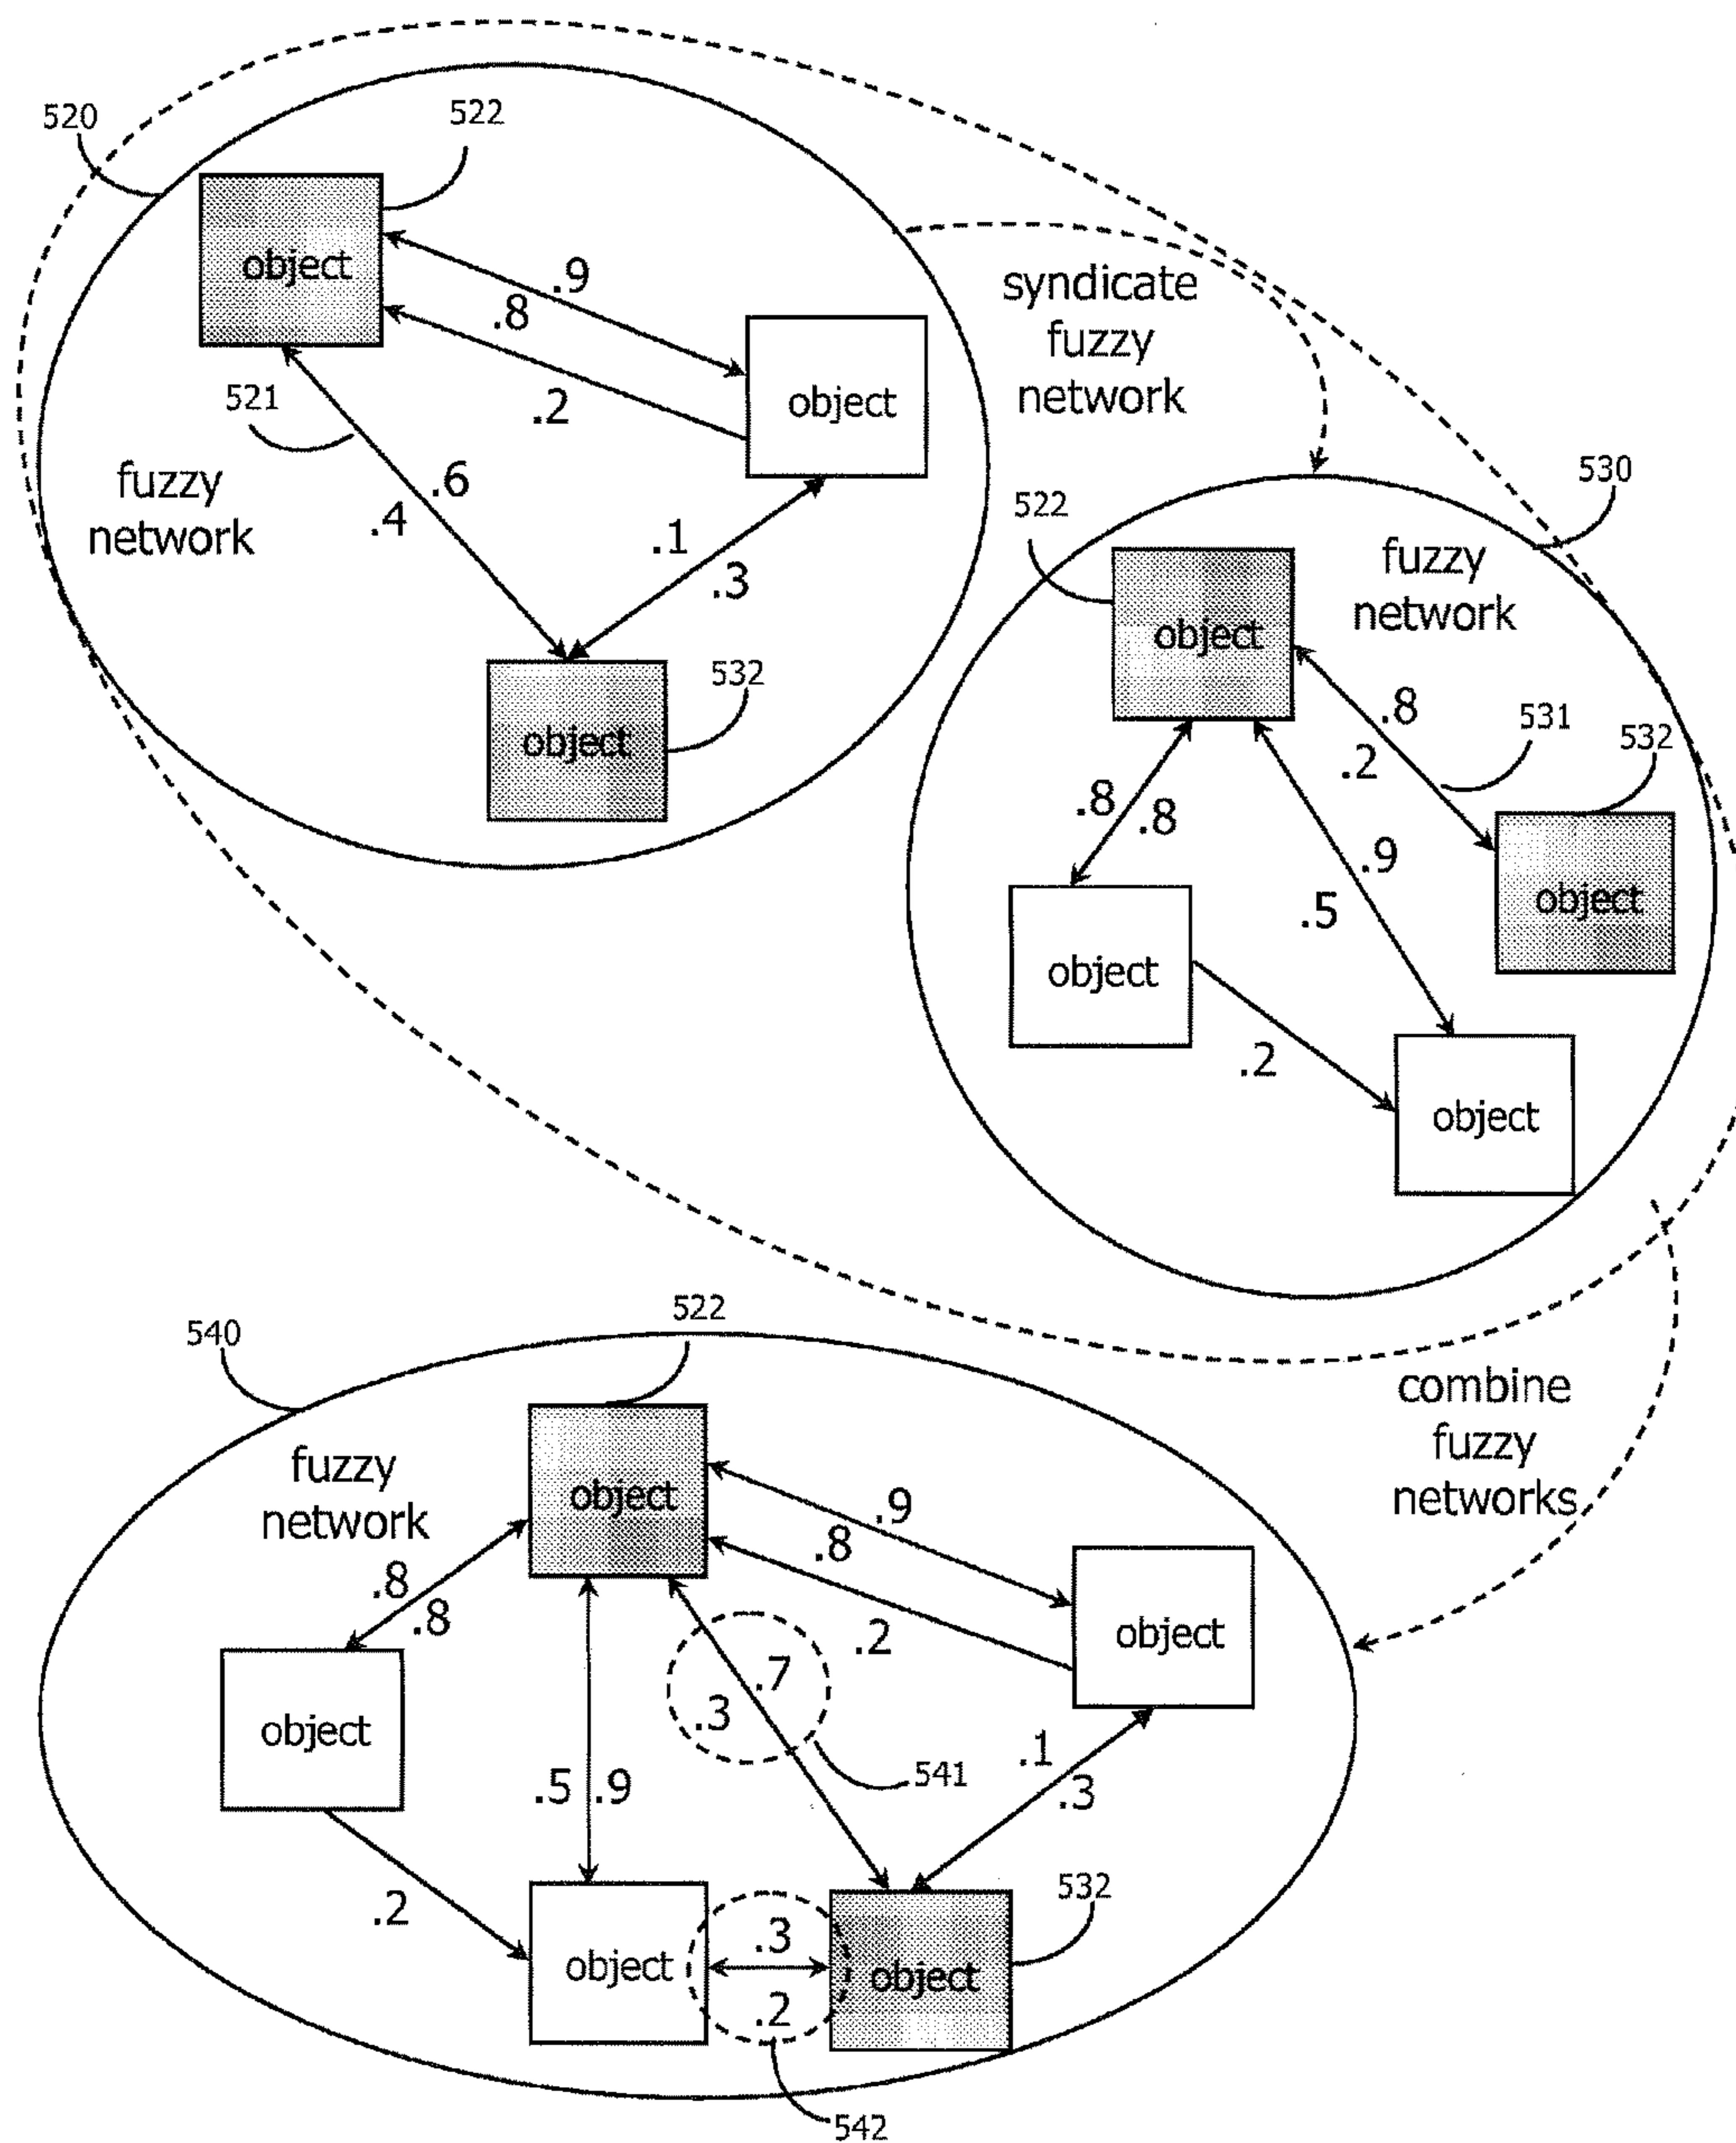 520
522
object
.9
.8
.2
object
521
fuzzy
network
.6
.4
.1
.3
object
532
syndicate
fuzzy
network
530
522
fuzzy
network
object
.8
.2
531
532
object
.8
.8
.9
.5
object
.2
object
combine
fuzzy
networks
540
522
fuzzy
network
object
.9
.8
.2
object
.8
.8
object
.7
.3
541
.5
.9
.1
.3
.2
object
.3
.2
object
532
542